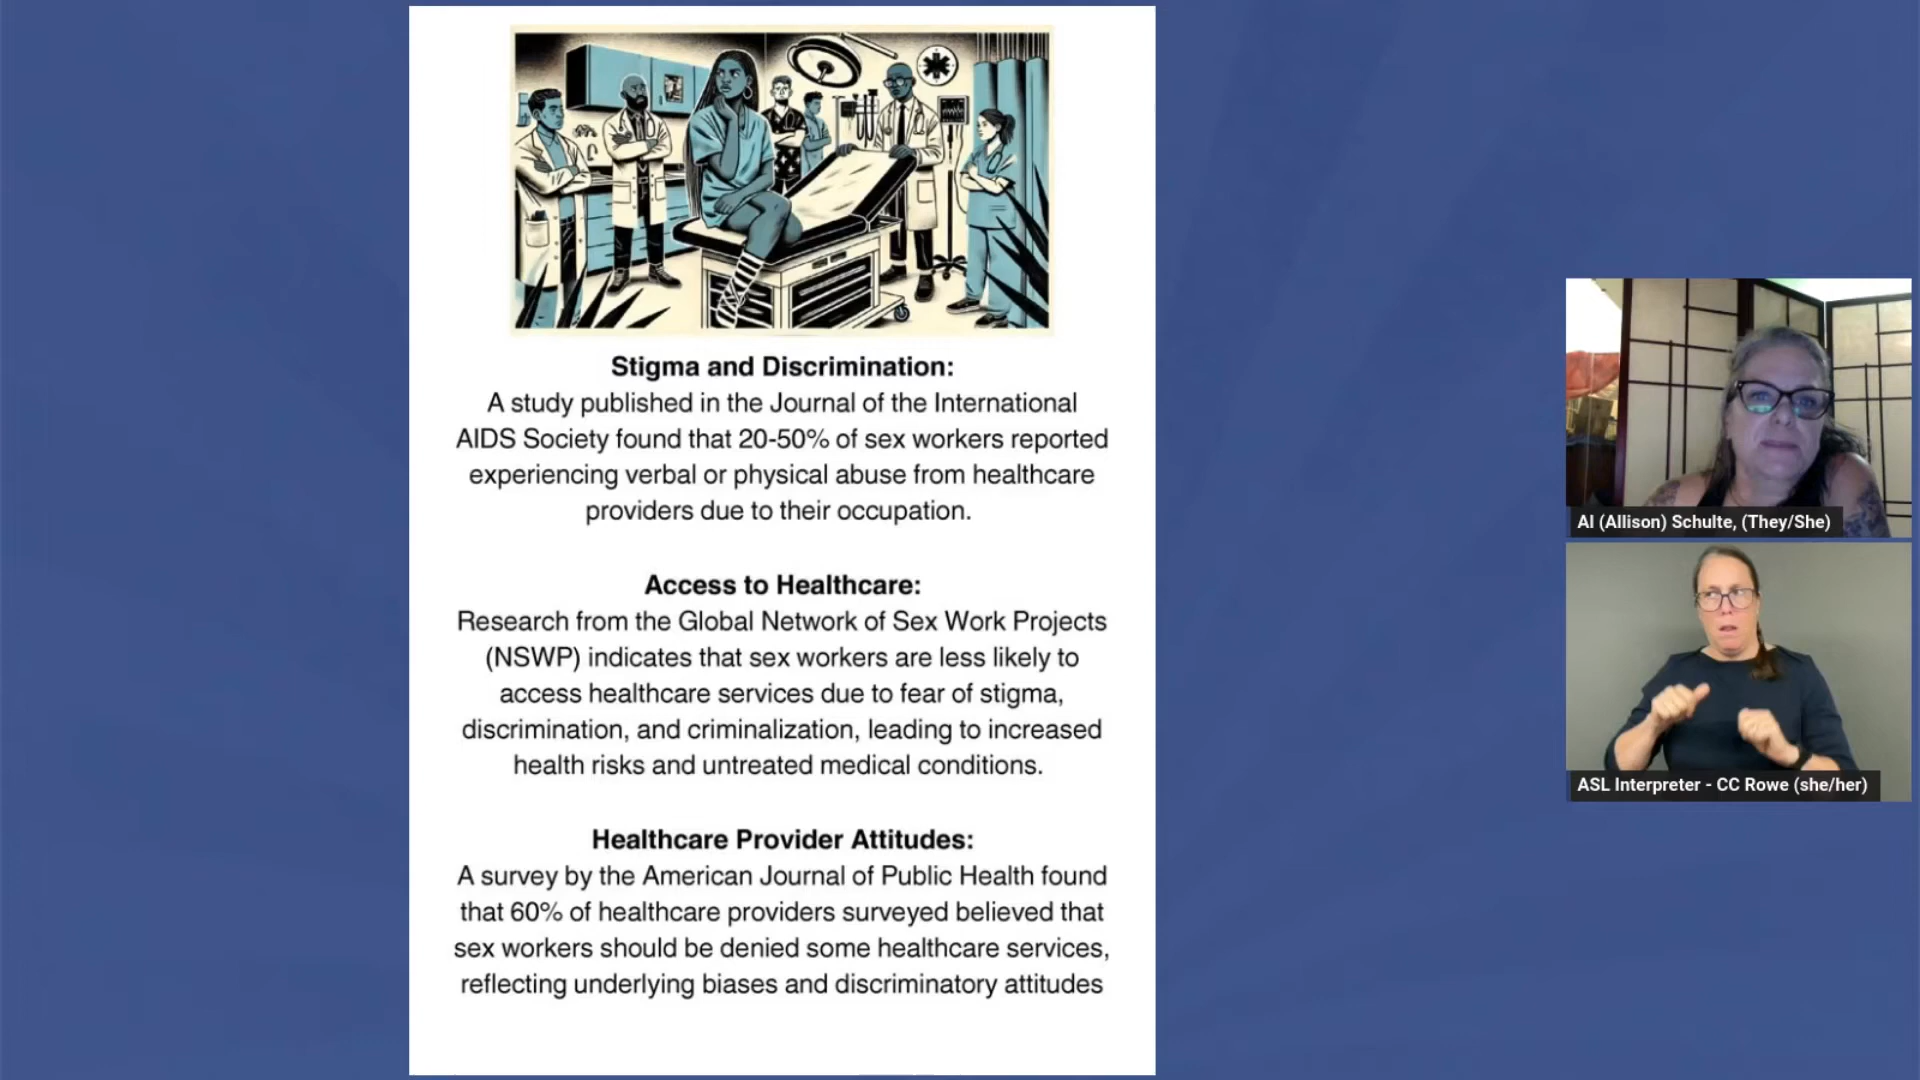 Stigma and Discrimination:
A study published in the Journal of the International
AIDS Society found that 20-50% of sex workers reported
experiencing verbal or physical abuse from healthcare
providers due to their occupation.
Access to Healthcare:
Research from the Global Network of Sex Work Projects
(NSWP) indicates that sex workers are less likely to
access healthcare services due to fear of stigma,
discrimination, and criminalization, leading to increased
health risks and untreated medical conditions.
Healthcare Provider Attitudes:
A survey by the American Journal of Public Health found
that 60% of healthcare providers surveyed believed that
sex workers should be denied some healthcare services,
reflecting underlying biases and discriminatory attitudes
Al (Allison) Schulte, (They/She)
ASL Interpreter - CC Rowe (she/her)